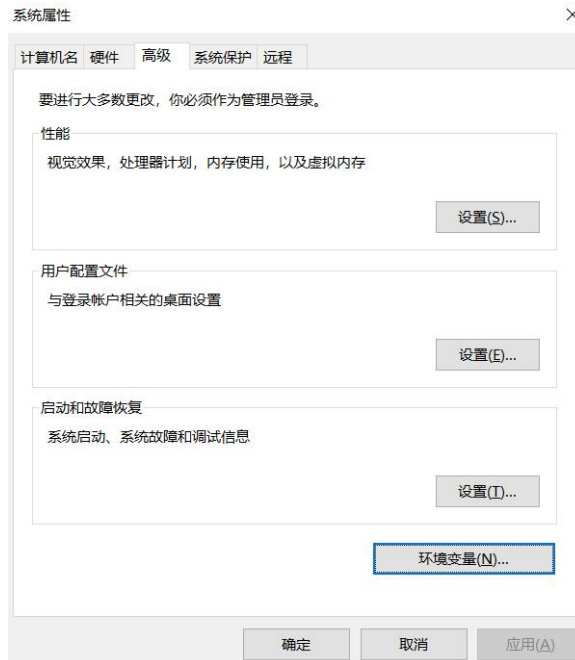 系统属性
计算机名 硬件 高级 系统保护 远程
要进行大多数更改，你必须作为管理员登录。
性能
视觉效果，处理器计划，内存使用，以及虚拟内存
设置(S)...
用户配置文件
与登录帐户相关的桌面设置
设置(E)...
启动和故障恢复
系统启动、系统故障和调试信息
设置(T)...
环境变量(N)...
确定 取消 应用(A)